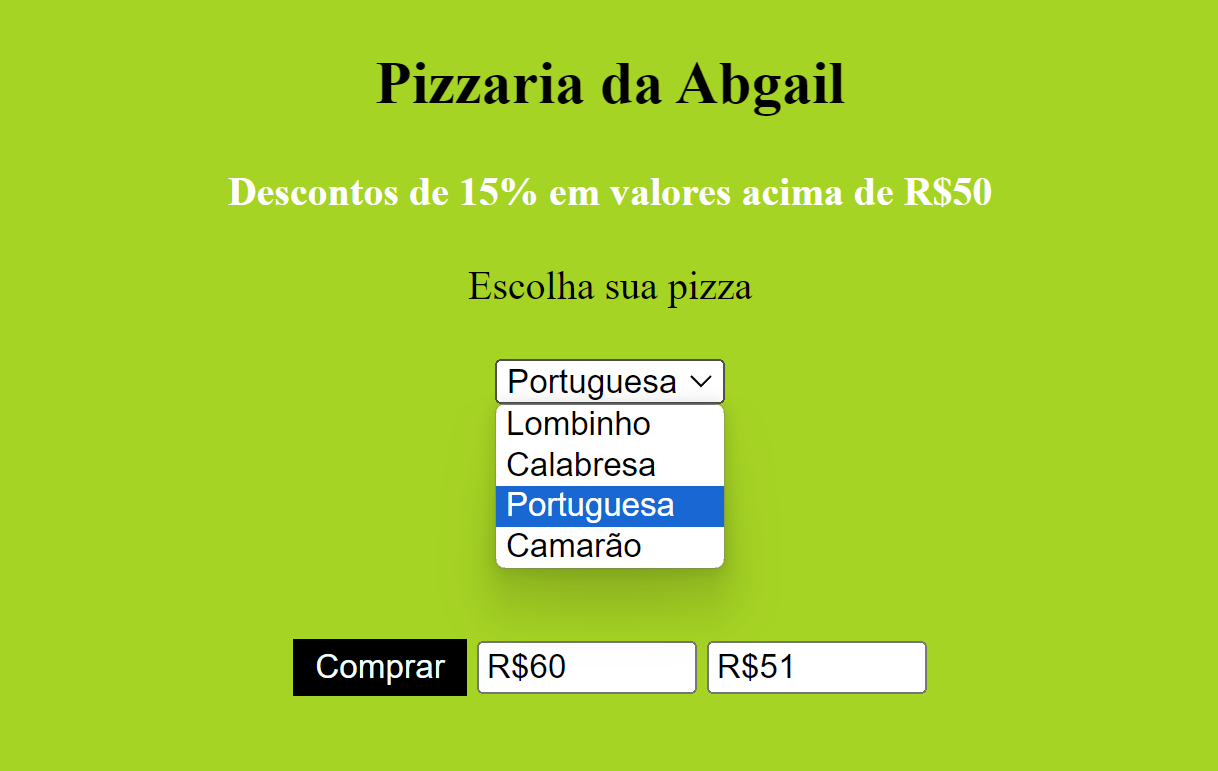 Pizzaria da Abgail
Descontos de 15% em valores acima de R$50
Escolha sua pizza
Portuguesa
Lombinho
Calabresa
Portuguesa
Camarão
Comprar R$60 R$51